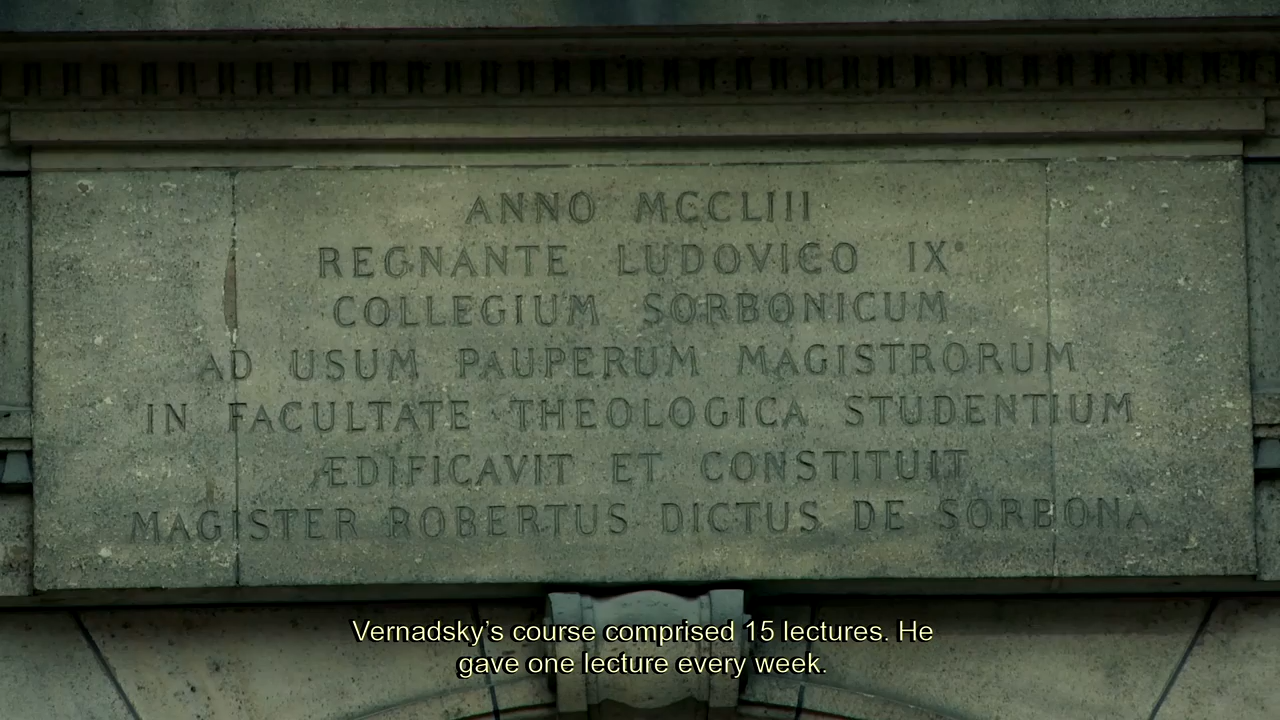 ANNO MCCLIII
REGNANTE LUDOVICO IX°
COLLEGIUM SORBONICUM
AD USUM PAUPERUM MAGISTRORUM
IN FACULTATE THEOLOGICA STUDENTIUM
ÆDIFICAVIT ET CONSTITUIT
MAGISTER ROBERTUS DICTUS DE SORBONA
Vernadsky’s course comprised 15 lectures. He
gave one lecture every week.